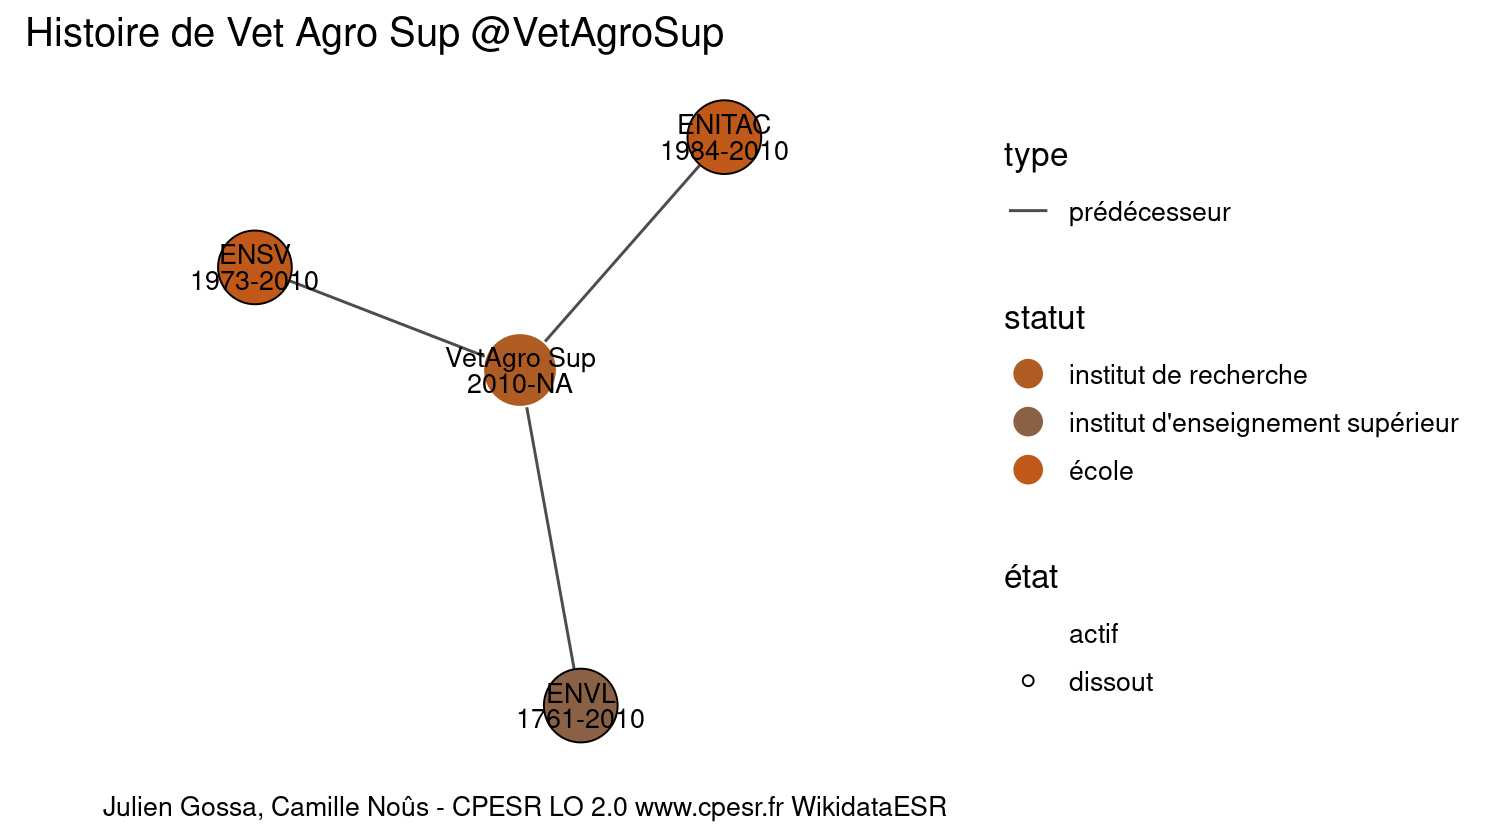 Histoire de Vet Agro Sup @VetAgroSup
ENITAC
1984-2010
ENSV
1973-2010
VetAgro Sup
2010-NA
ENVL
1761-2010
type
prédécesseur
statut
institut de recherche
institut d'enseignement supérieur
école
état
actif
dissout
Julien Gossa, Camille Noûs - CPESR LO 2.0 www.cpesr.fr WikidataESR